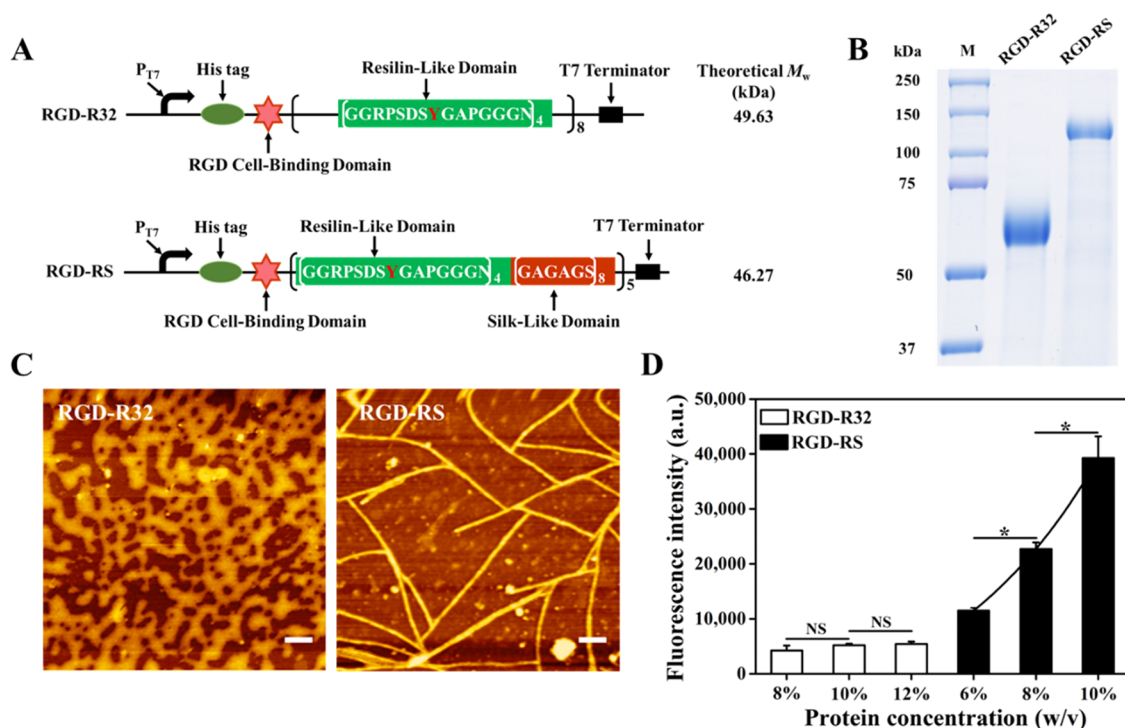 A
P_T7
His tag
Resilin-Like Domain
T7 Terminator
Theoretical M_w
(kDa)
RGD-R32
GGRPSDSYGAPGGGN
4
8
49.63
RGD Cell-Binding Domain
P_T7
His tag
Resilin-Like Domain
T7 Terminator
RGD-RS
GGRPSDSYGAPGGGN
4
GAGAGS
8
5
46.27
RGD Cell-Binding Domain
Silk-Like Domain
B
kDa
M
RGD-R32
RGD-RS
250
150
100
75
50
37
C
RGD-R32
RGD-RS
D
Fluorescence intensity (a.u.)
50,000
40,000
30,000
20,000
10,000
0
RGD-R32
RGD-RS
NS
NS
*
*
8%
10%
12%
6%
8%
10%
Protein concentration (w/v)